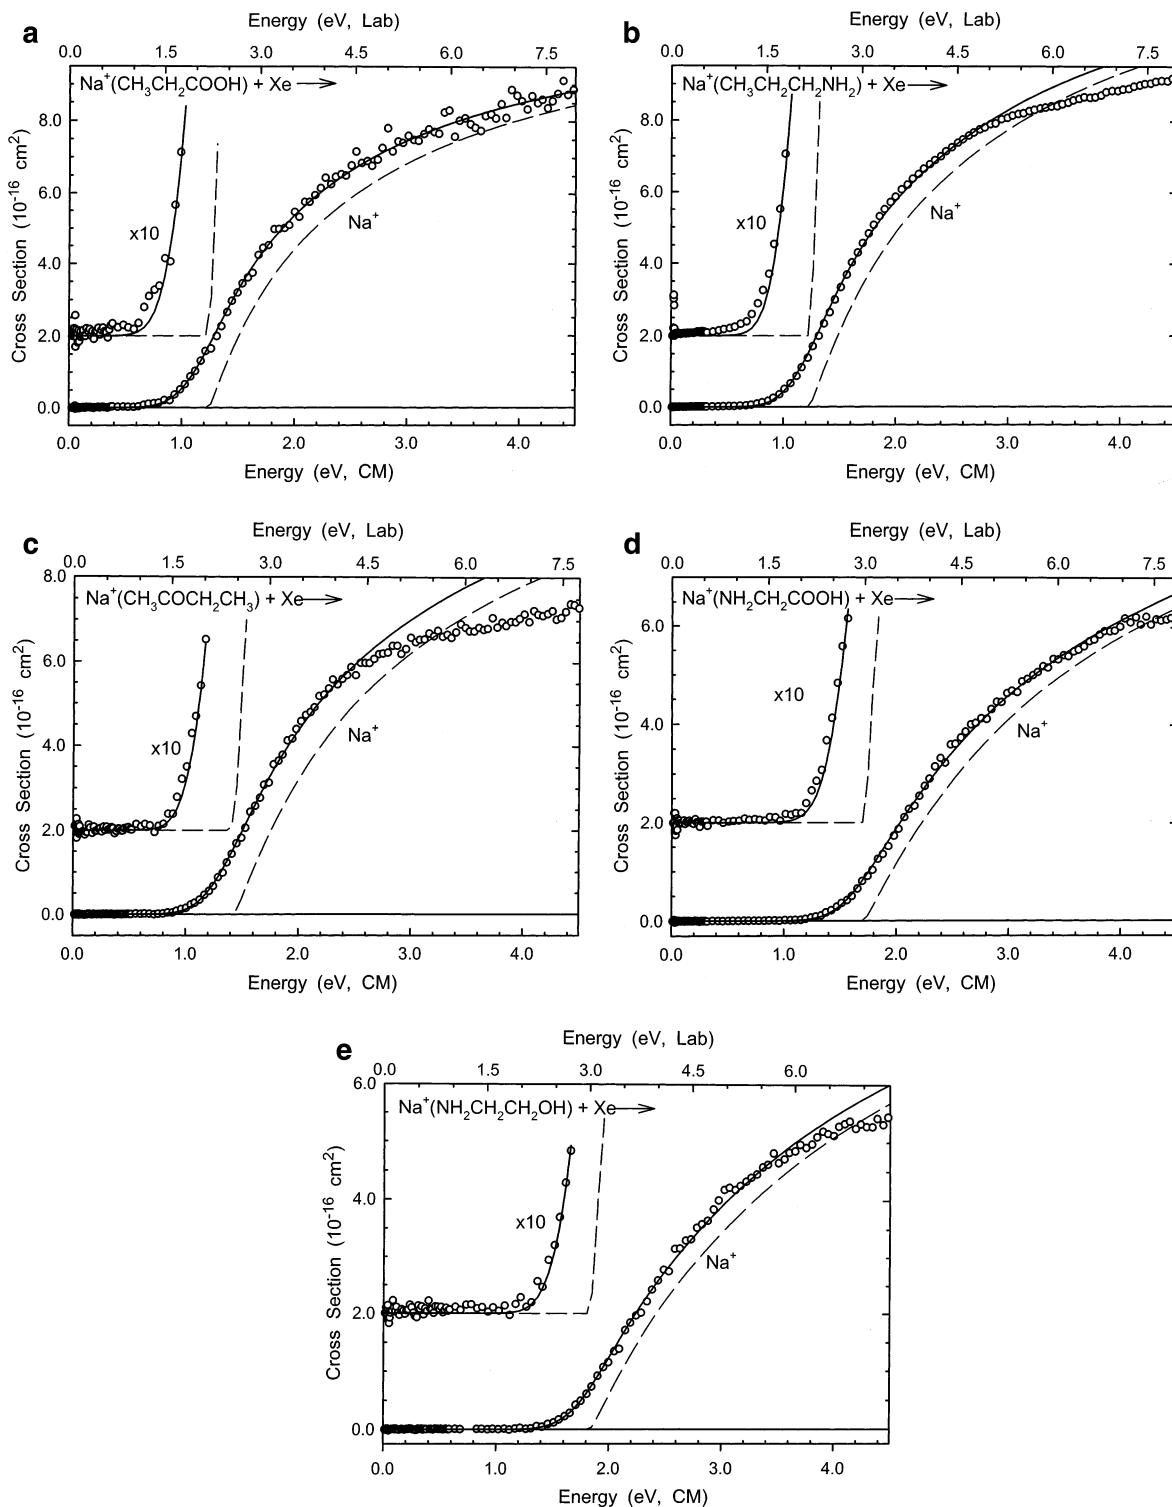 a
Energy (eV, Lab)
0.0 1.5 3.0 4.5 6.0 7.5
Na⁺(CH₃CH₂COOH) + Xe ⟶
8.0
6.0
4.0
2.0
0.0
Cross Section (10⁻¹⁶ cm²)
x10
Na⁺
0.0 1.0 2.0 3.0 4.0
Energy (eV, CM)
b
Energy (eV, Lab)
0.0 1.5 3.0 4.5 6.0 7.5
Na⁺(CH₃CH₂CH₂NH₂) + Xe ⟶
8.0
6.0
4.0
2.0
0.0
Cross Section (10⁻¹⁶ cm²)
x10
Na⁺
0.0 1.0 2.0 3.0 4.0
Energy (eV, CM)
c
Energy (eV, Lab)
0.0 1.5 3.0 4.5 6.0 7.5
8.0
Na⁺(CH₃COCH₂CH₃) + Xe ⟶
6.0
4.0
2.0
0.0
Cross Section (10⁻¹⁶ cm²)
x10
Na⁺
0.0 1.0 2.0 3.0 4.0
Energy (eV, CM)
d
Energy (eV, Lab)
0.0 1.5 3.0 4.5 6.0 7.5
Na⁺(NH₂CH₂COOH) + Xe ⟶
6.0
4.0
2.0
0.0
Cross Section (10⁻¹⁶ cm²)
x10
Na⁺
0.0 1.0 2.0 3.0 4.0
Energy (eV, CM)
e
Energy (eV, Lab)
0.0 1.5 3.0 4.5 6.0
6.0
Na⁺(NH₂CH₂CH₂OH) + Xe ⟶
4.0
2.0
0.0
Cross Section (10⁻¹⁶ cm²)
x10
Na⁺
0.0 1.0 2.0 3.0 4.0
Energy (eV, CM)